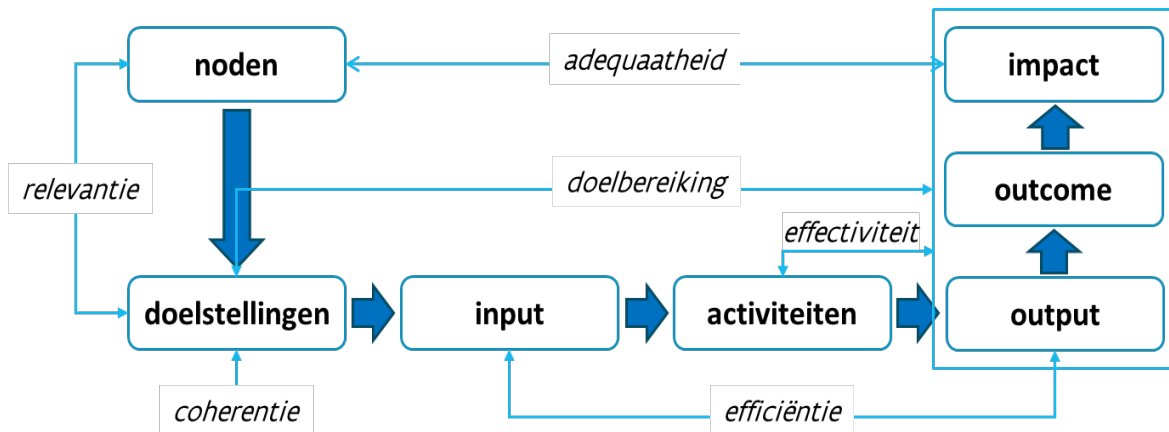 noden
adequaatheid
impact
relevantie
doelbereiking
outcome
effectiviteit
doelstellingen
input
activiteiten
output
coherentie
efficiëntie